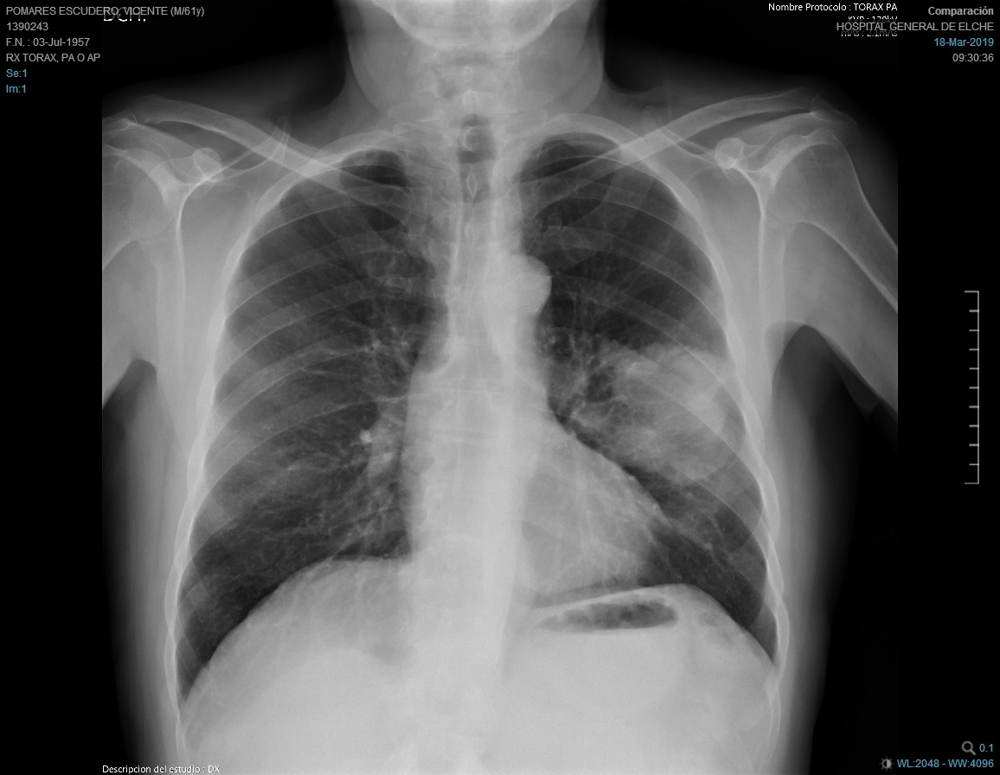 POMARES ESCUDERO, VICENTE (M/61y)
1390243
F.N. : 03-Jul-1957
RX TORAX, PA O AP
Se:1
Im:1
Nombre Protocolo : TORAX PA
Comparación
HOSPITAL GENERAL DE ELCHE
18-Mar-2019
09:30:36
Descripcion del estudio : DX
0.1
WL:2048 - WW:4096